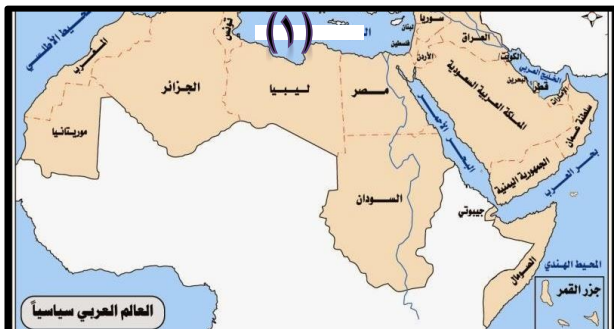 المحيط الأطلسي
(١)
تونس
سوريا
لبنان
العراق
فلسطين
الأردن
الكويت
المغرب
الجزائر
ليبيا
مصر
المملكة العربية السعودية
الخليج العربي
البحرين
قطر
الإمارات
سلطنة عمان
موريتانيا
السودان
البحر الأحمر
الجمهورية اليمنية
بحر العرب
جيبوتي
الصومال
المحيط الهندي
جزر القمر
العالم العربي سياسياً